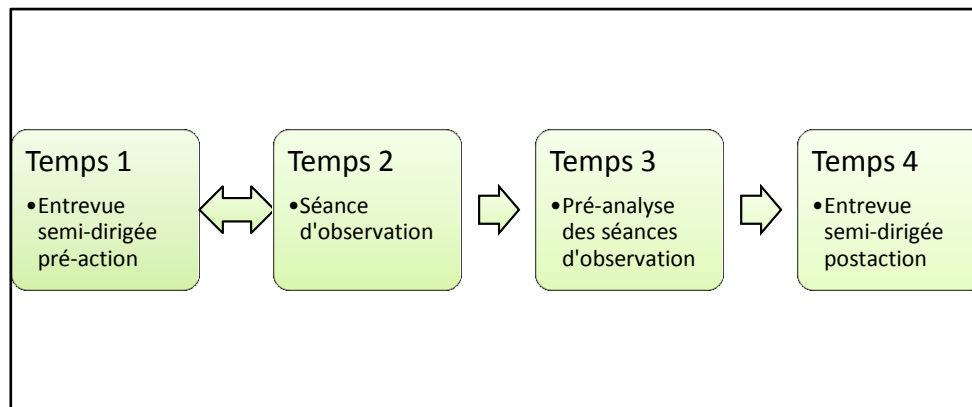 Temps 1
•Entrevue
semi-dirigée
pré-action
Temps 2
•Séance
d'observation
Temps 3
•Pré-analyse
des séances
d'observation
Temps 4
•Entrevue
semi-dirigée
postaction